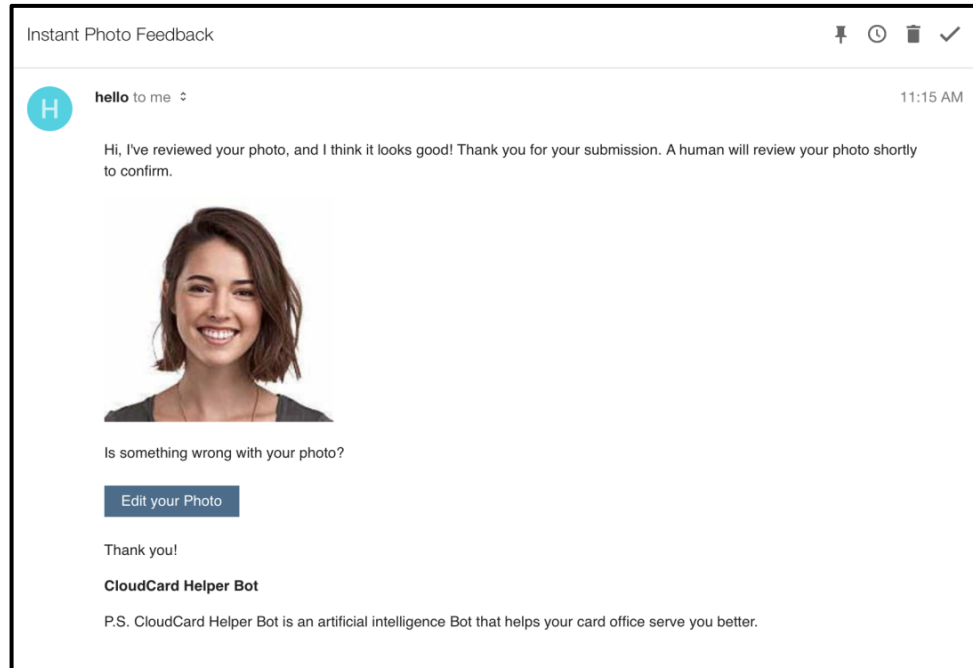 Instant Photo Feedback
H
hello to me
11:15 AM
Hi, I've reviewed your photo, and I think it looks good! Thank you for your submission. A human will review your photo shortly
to confirm.
Is something wrong with your photo?
Edit your Photo
Thank you!
CloudCard Helper Bot
P.S. CloudCard Helper Bot is an artificial intelligence Bot that helps your card office serve you better.